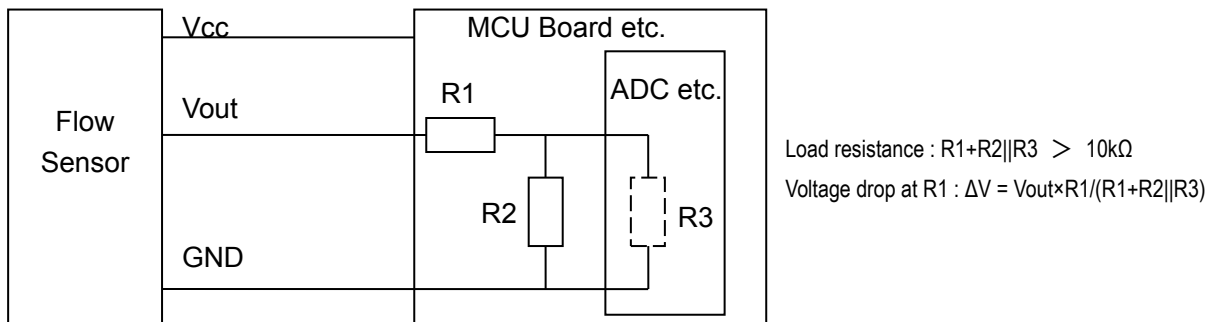 Vcc
MCU Board etc.
ADC etc.
R1
Vout
Flow
Sensor
R2
R3
GND
Load resistance : R1+R2||R3 ＞ 10kΩ
Voltage drop at R1 : ΔV = Vout×R1/(R1+R2||R3)